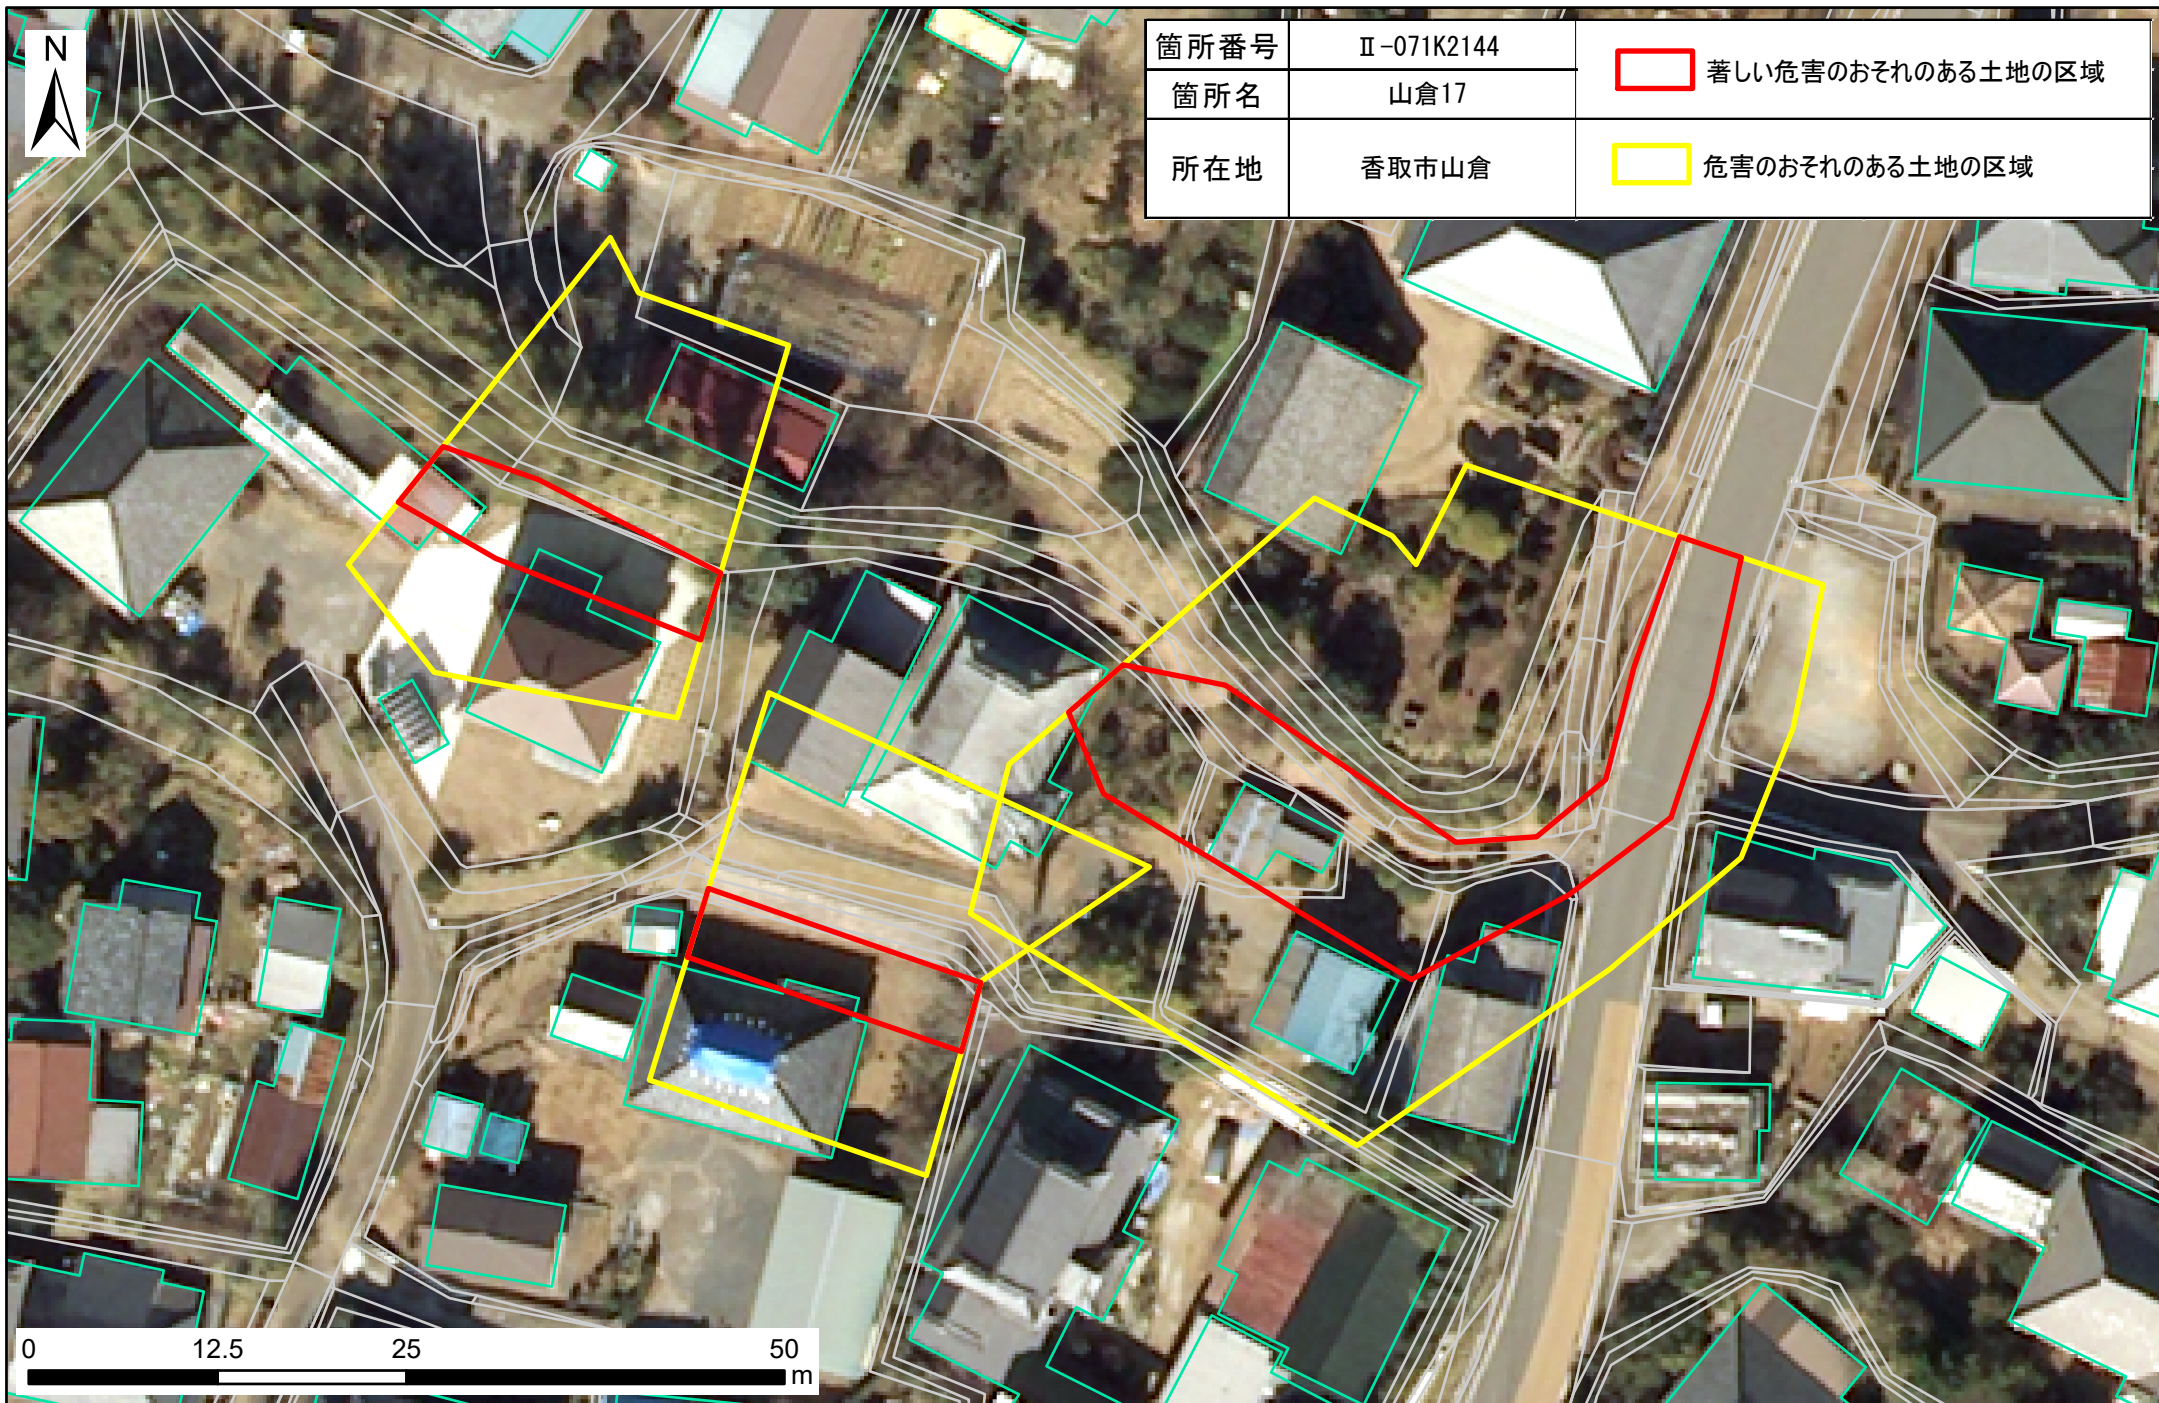 N
箇所番号 Ⅱ-071K2144
箇所名 山倉17
所在地 香取市山倉
著しい危害のおそれのある土地の区域
危害のおそれのある土地の区域
0 12.5 25 50
m